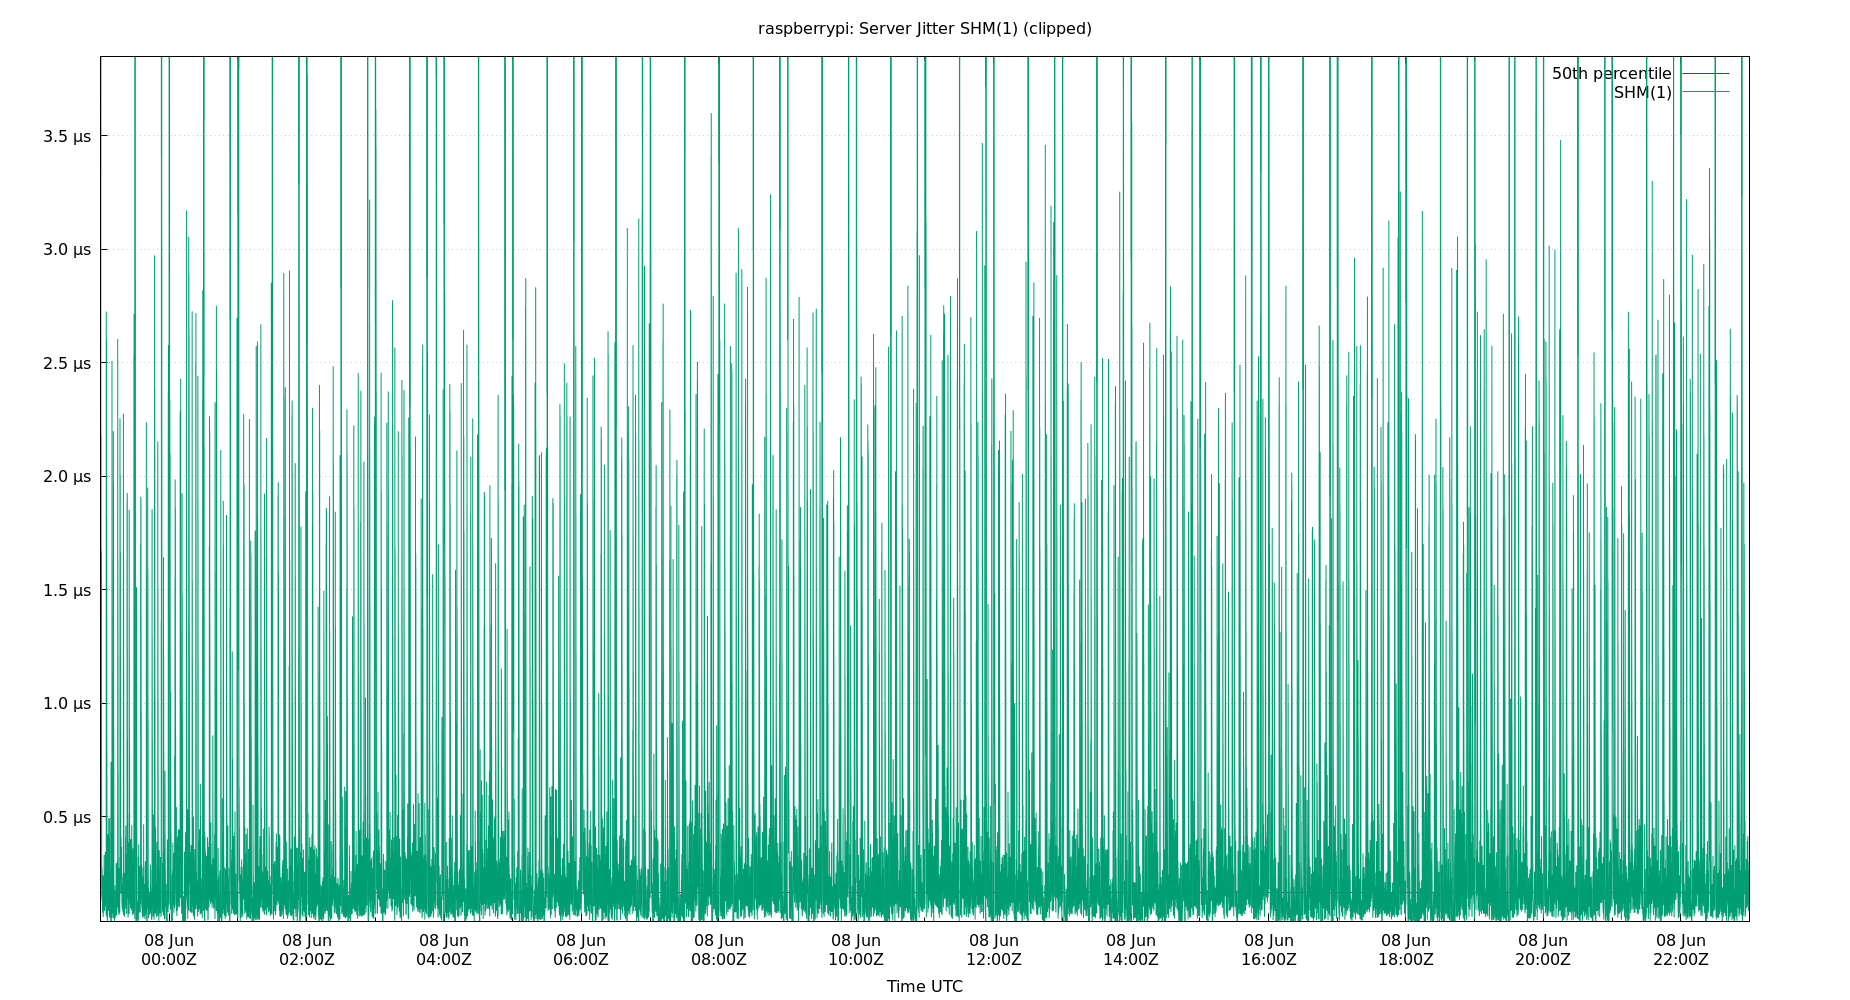 raspberrypi: Server Jitter SHM(1) (clipped)
50th percentile
SHM(1)
3.5 µs
3.0 µs
2.5 µs
2.0 µs
1.5 µs
1.0 µs
0.5 µs
08 Jun 08 Jun 08 Jun 08 Jun 08 Jun 08 Jun 08 Jun 08 Jun 08 Jun 08 Jun 08 Jun 08 Jun
00:00Z 02:00Z 04:00Z 06:00Z 08:00Z 10:00Z 12:00Z 14:00Z 16:00Z 18:00Z 20:00Z 22:00Z
Time UTC